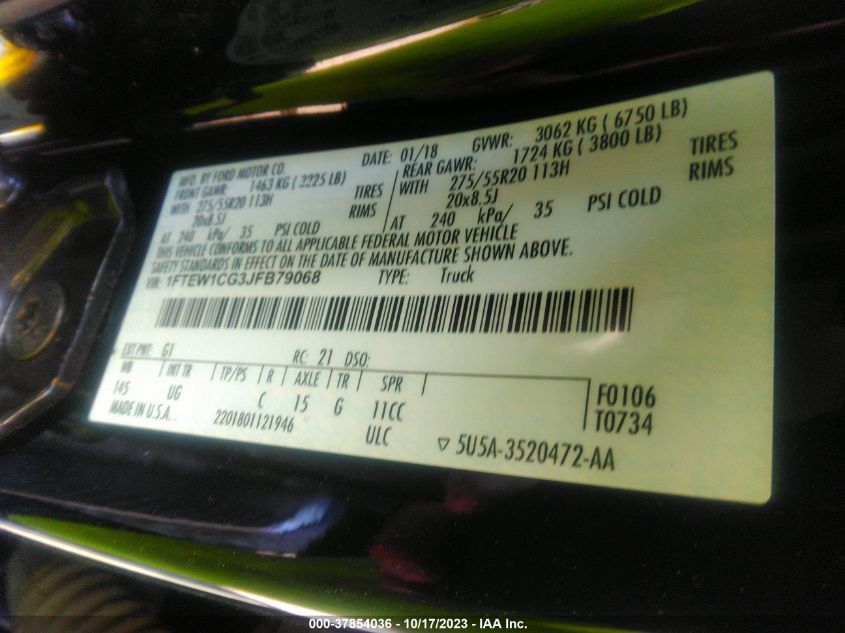 MFD. BY FORD MOTOR CO. DATE: 01/18 GVWR: 3062 KG ( 6750 LB)
FRONT GAWR: 1463 KG ( 3225 LB) REAR GAWR: 1724 KG ( 3800 LB)
WITH 275/55R20 113H TIRES WITH 275/55R20 113H TIRES
20x8.5J RIMS 20x8.5J RIMS
AT 240 kPa/ 35 PSI COLD AT 240 kPa/ 35 PSI COLD
THIS VEHICLE CONFORMS TO ALL APPLICABLE FEDERAL MOTOR VEHICLE
SAFETY STANDARDS IN EFFECT ON THE DATE OF MANUFACTURE SHOWN ABOVE.
VIN: 1FTEW1CG3JFB79068 TYPE: Truck
EXT PNT: G1 RC: 21 DSO:
WB INT TR TP/PS R AXLE TR SPR F0106
145 UG C 15 G 11CC T0734
MADE IN U.S.A. 2201801121946 ULC ▽ 5U5A-3520472-AA
000-37854036 - 10/17/2023 - IAA Inc.